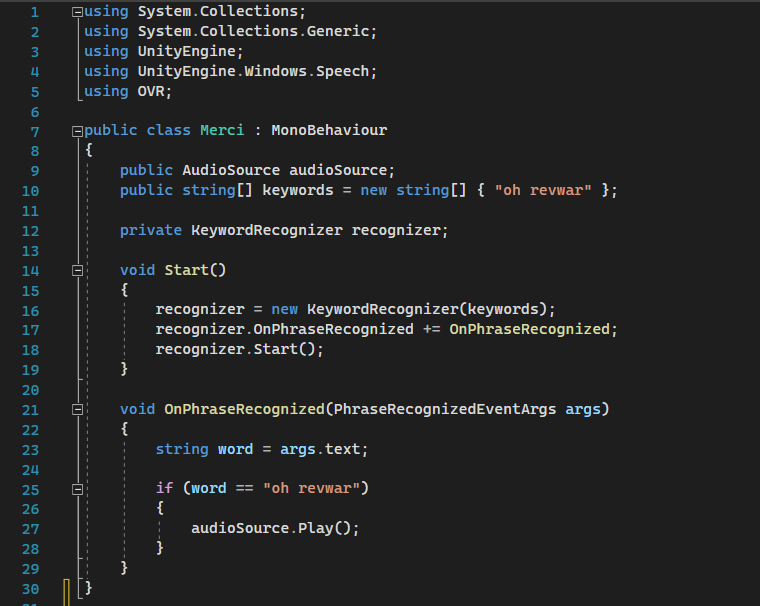 1 using System.Collections;
2 using System.Collections.Generic;
3 using UnityEngine;
4 using UnityEngine.Windows.Speech;
5 using OVR;
6
7 public class Merci : MonoBehaviour
8 {
9     public AudioSource audioSource;
10     public string[] keywords = new string[] { "oh revwar" };
11
12     private KeywordRecognizer recognizer;
13
14     void Start()
15     {
16         recognizer = new KeywordRecognizer(keywords);
17         recognizer.OnPhraseRecognized += OnPhraseRecognized;
18         recognizer.Start();
19     }
20
21     void OnPhraseRecognized(PhraseRecognizedEventArgs args)
22     {
23         string word = args.text;
24
25         if (word == "oh revwar")
26         {
27             audioSource.Play();
28         }
29     }
30 }